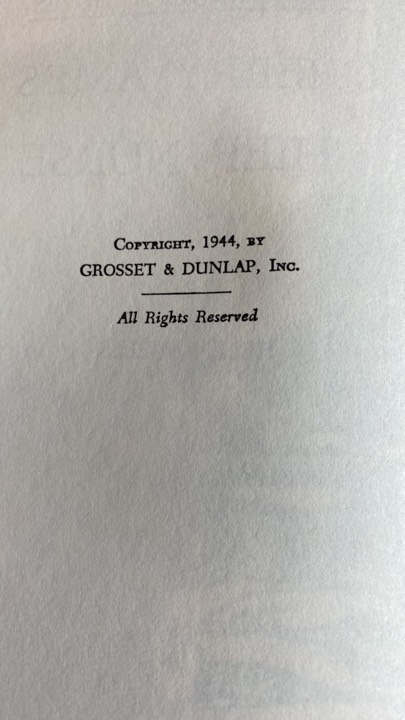 Copyright, 1944, by
GROSSET & DUNLAP, Inc.
All Rights Reserved